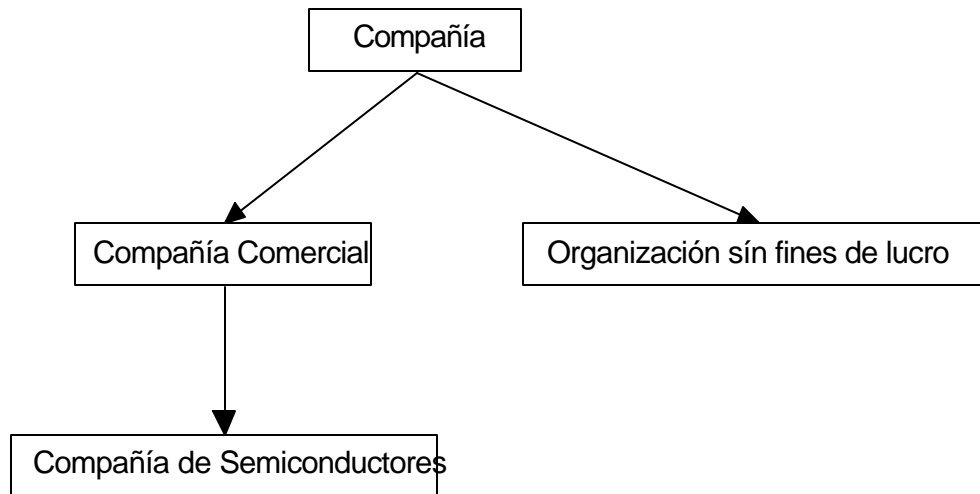 Compañía
Compañía Comercial
Organización sín fines de lucro
Compañía de Semiconductores